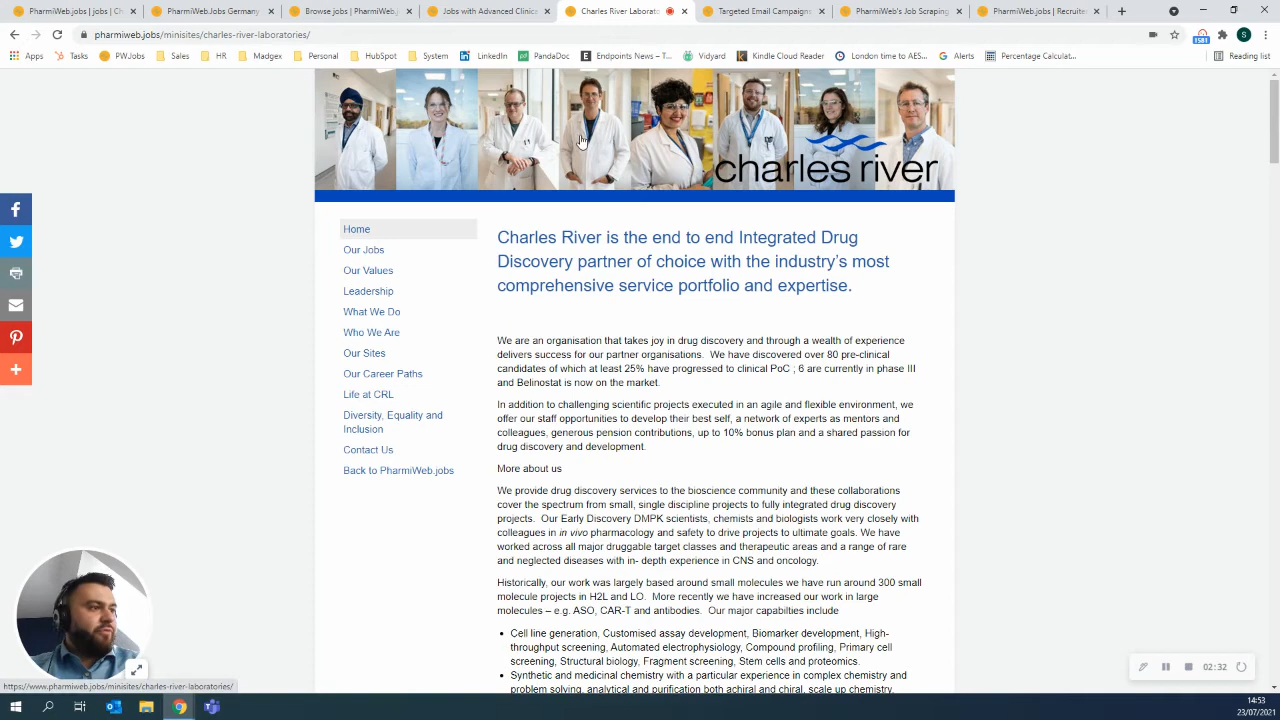 PharmiWeb.jobs | jobs | Ch
PharmiWeb.jobs Germany
Browse jobs | PharmiWeb.j
Jobs with Advanced Clinica
Charles River Laborato
Targeted Email Campaigns
PharmiWeb's Job Scraping
PharmiWeb.jobs | Recruite
pharmiweb.jobs/minisites/charles-river-laboratories/
1581
S
Apps
Tasks
PWJobs
Sales
HR
Madgex
Personal
HubSpot
System
LinkedIn
PandaDoc
Endpoints News – T...
Vidyard
Kindle Cloud Reader
London time to AES...
Alerts
Percentage Calculat...
Reading list
charles river
Home
Our Jobs
Our Values
Leadership
What We Do
Who We Are
Our Sites
Our Career Paths
Life at CRL
Diversity, Equality and
Inclusion
Contact Us
Back to PharmiWeb.jobs
Charles River is the end to end Integrated Drug
Discovery partner of choice with the industry's most
comprehensive service portfolio and expertise.
We are an organisation that takes joy in drug discovery and through a wealth of experience
delivers success for our partner organisations. We have discovered over 80 pre-clinical
candidates of which at least 25% have progressed to clinical PoC ; 6 are currently in phase III
and Belinostat is now on the market.
In addition to challenging scientific projects executed in an agile and flexible environment, we
offer our staff opportunities to develop their best self, a network of experts as mentors and
colleagues, generous pension contributions, up to 10% bonus plan and a shared passion for
drug discovery and development.
More about us
We provide drug discovery services to the bioscience community and these collaborations
cover the spectrum from small, single discipline projects to fully integrated drug discovery
projects. Our Early Discovery DMPK scientists, chemists and biologists work very closely with
colleagues in in vivo pharmacology and safety to drive projects to ultimate goals. We have
worked across all major druggable target classes and therapeutic areas and a range of rare
and neglected diseases with in- depth experience in CNS and oncology.
Historically, our work was largely based around small molecules we have run around 300 small
molecule projects in H2L and LO. More recently we have increased our work in large
molecules – e.g. ASO, CAR-T and antibodies. Our major capabilties include
• Cell line generation, Customised assay development, Biomarker development, High-
throughput screening, Automated electrophysiology, Compound profiling, Primary cell
screening, Structural biology, Fragment screening, Stem cells and proteomics.
• Synthetic and medicinal chemistry with a particular experience in complex chemistry and
problem solving, analytical and purification both achiral and chiral, scale up chemistry,
02:32
https://www.pharmiweb.jobs/minisites/charles-river-laboratories/
14:53
23/07/2021